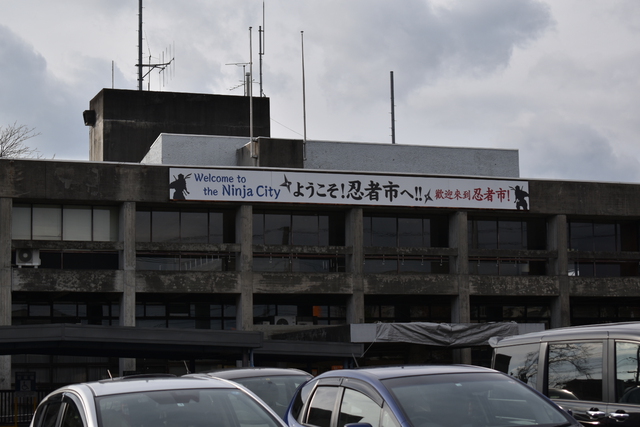 Welcome to
the Ninja City
ようこそ!忍者市へ!!
歡迎來到忍者市!